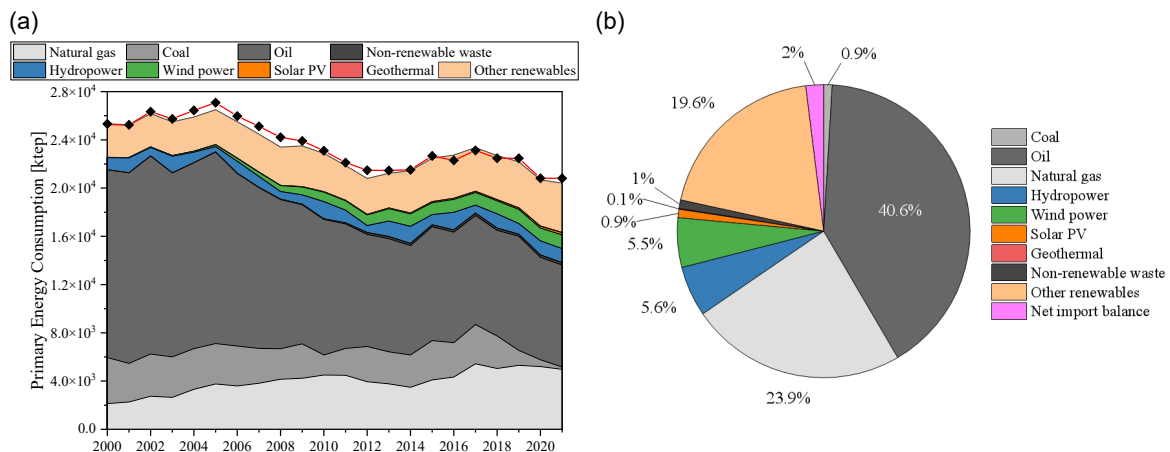 (a)
Natural gas Coal Oil Non-renewable waste
Hydropower Wind power Solar PV Geothermal Other renewables
Primary Energy Consumption [ktep]
2.8×10⁴
2.4×10⁴
2.0×10⁴
1.6×10⁴
1.2×10⁴
8.0×10³
4.0×10³
0.0
2000 2002 2004 2006 2008 2010 2012 2014 2016 2018 2020
(b)
2%
0.9%
19.6%
1%
0.1%
0.9%
5.5%
5.6%
23.9%
40.6%
Coal
Oil
Natural gas
Hydropower
Wind power
Solar PV
Geothermal
Non-renewable waste
Other renewables
Net import balance